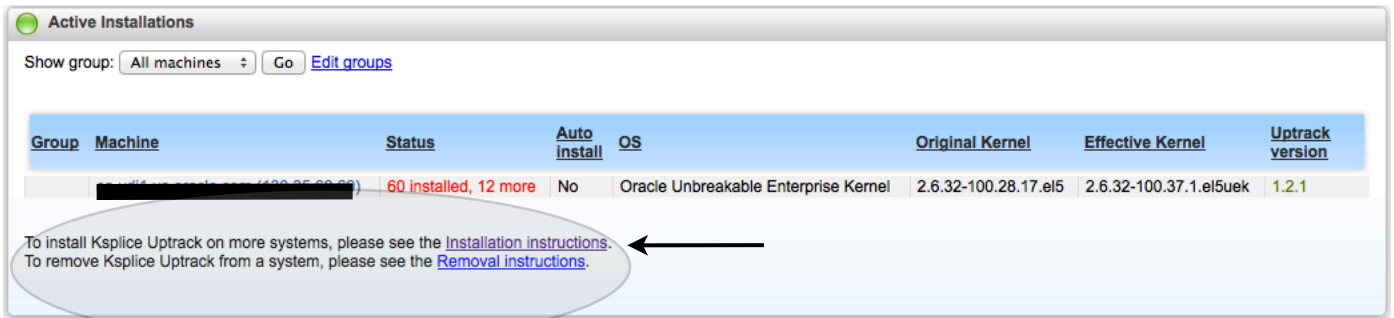 Active Installations
Show group: All machines Go Edit groups
Group Machine Status Auto install OS Original Kernel Effective Kernel Uptrack version
60 installed, 12 more No Oracle Unbreakable Enterprise Kernel 2.6.32-100.28.17.el5 2.6.32-100.37.1.el5uek 1.2.1
To install Ksplice Uptrack on more systems, please see the Installation instructions.
To remove Ksplice Uptrack from a system, please see the Removal instructions.